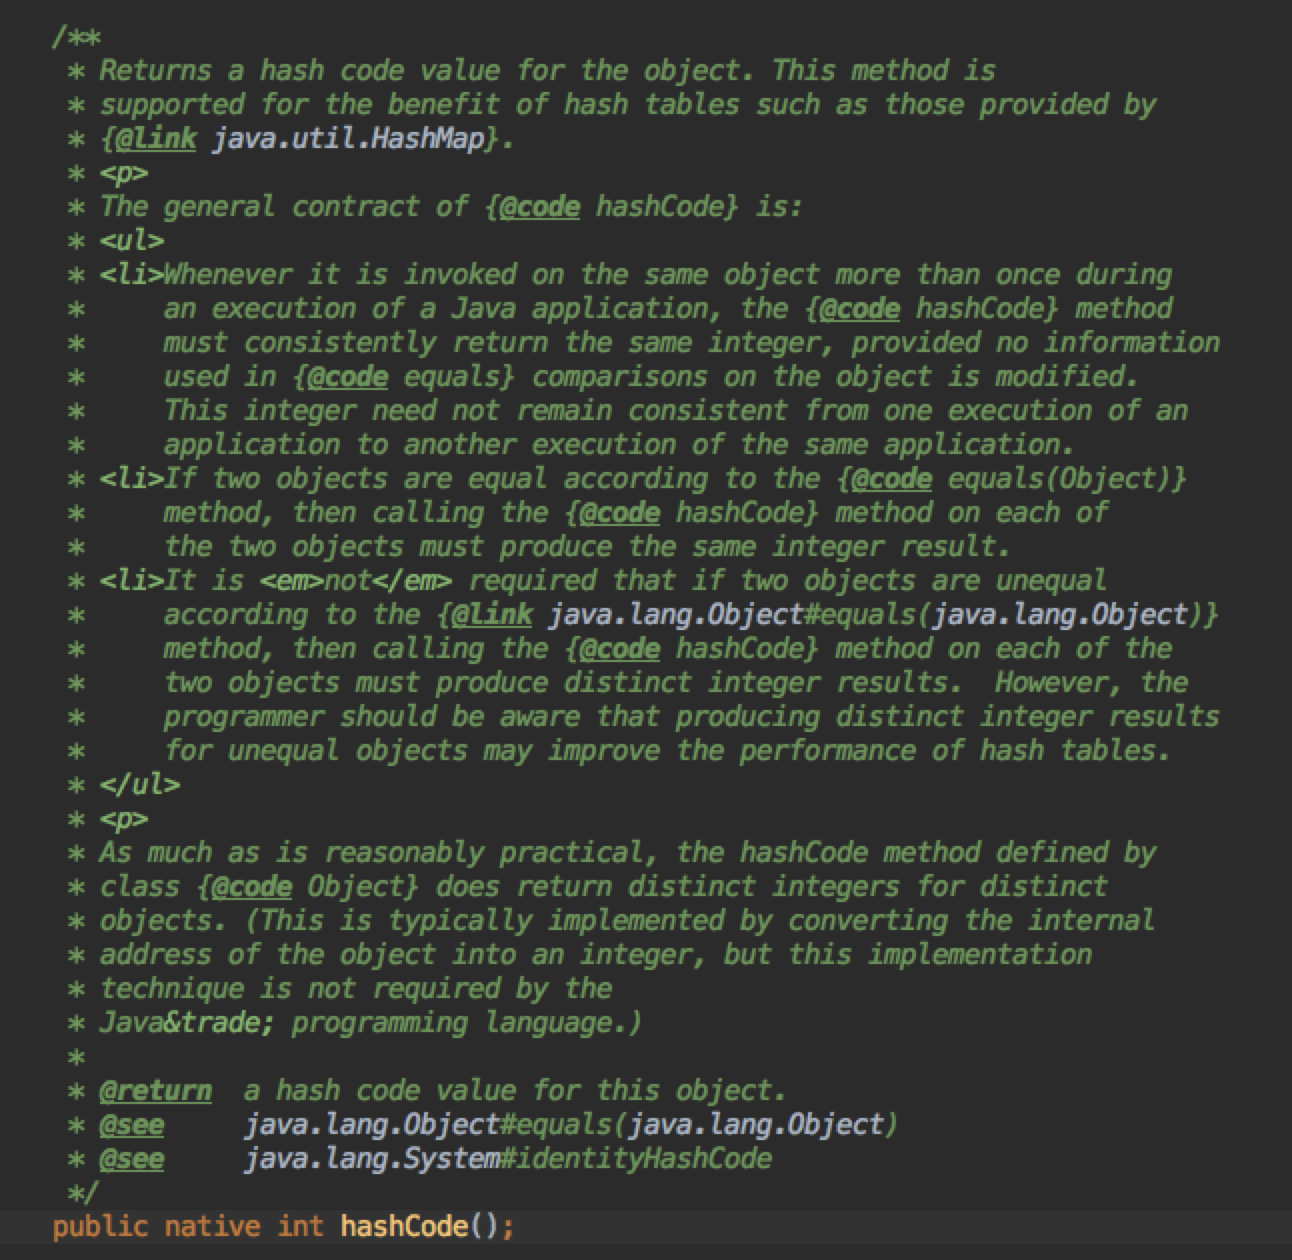 /**
 * Returns a hash code value for the object. This method is
 * supported for the benefit of hash tables such as those provided by
 * {@link java.util.HashMap}.
 * <p>
 * The general contract of {@code hashCode} is:
 * <ul>
 * <li>Whenever it is invoked on the same object more than once during
 *     an execution of a Java application, the {@code hashCode} method
 *     must consistently return the same integer, provided no information
 *     used in {@code equals} comparisons on the object is modified.
 *     This integer need not remain consistent from one execution of an
 *     application to another execution of the same application.
 * <li>If two objects are equal according to the {@code equals(Object)}
 *     method, then calling the {@code hashCode} method on each of
 *     the two objects must produce the same integer result.
 * <li>It is <em>not</em> required that if two objects are unequal
 *     according to the {@link java.lang.Object#equals(java.lang.Object)}
 *     method, then calling the {@code hashCode} method on each of the
 *     two objects must produce distinct integer results.  However, the
 *     programmer should be aware that producing distinct integer results
 *     for unequal objects may improve the performance of hash tables.
 * </ul>
 * <p>
 * As much as is reasonably practical, the hashCode method defined by
 * class {@code Object} does return distinct integers for distinct
 * objects. (This is typically implemented by converting the internal
 * address of the object into an integer, but this implementation
 * technique is not required by the
 * Java&trade; programming language.)
 *
 * @return  a hash code value for this object.
 * @see     java.lang.Object#equals(java.lang.Object)
 * @see     java.lang.System#identityHashCode
 */
public native int hashCode();